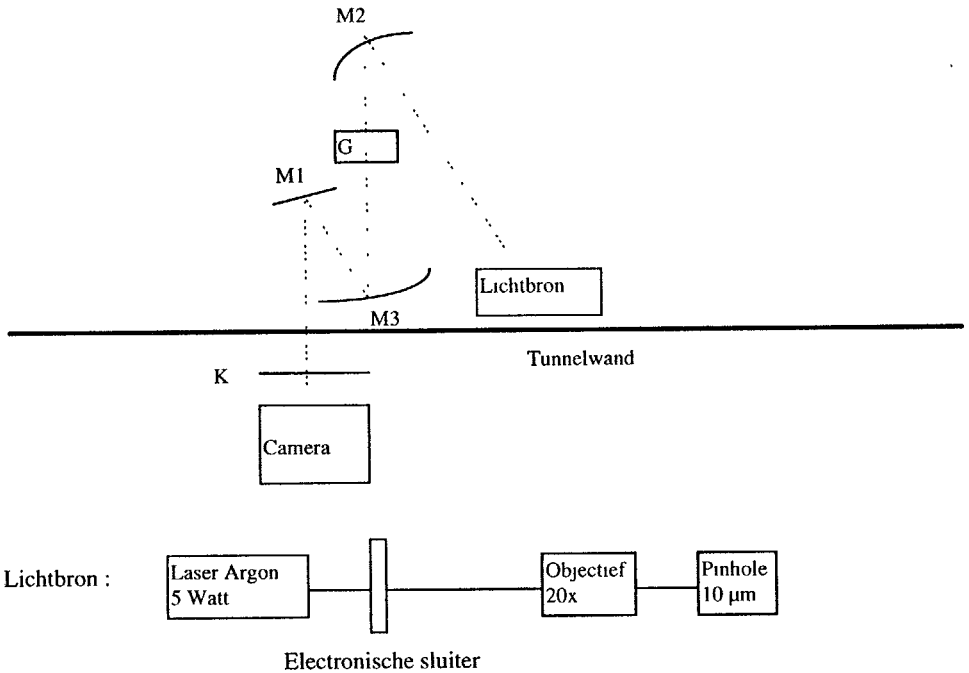 M2
G
M1
Lichtbron
M3
Tunnelwand
K
Camera
Lichtbron :
Laser Argon
5 Watt
Objectief
20x
Pinhole
10 µm
Electronische sluiter